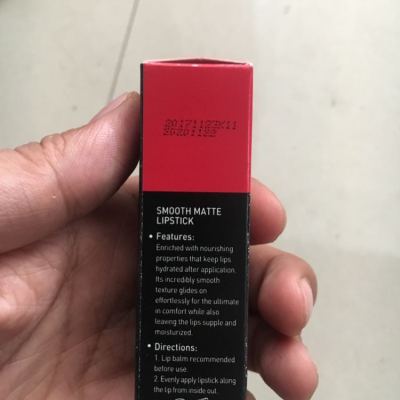 20171123K11
20201122
SMOOTH MATTE
LIPSTICK
• Features:
Enriched with nourishing
properties that keep lips
hydrated after application.
Its incredibly smooth
texture glides on
effortlessly for the ultimate
in comfort while also
leaving the lips supple and
moisturized.
• Directions:
1. Lip balm recommended
before use.
2. Evenly apply lipstick along
the lip from inside out.